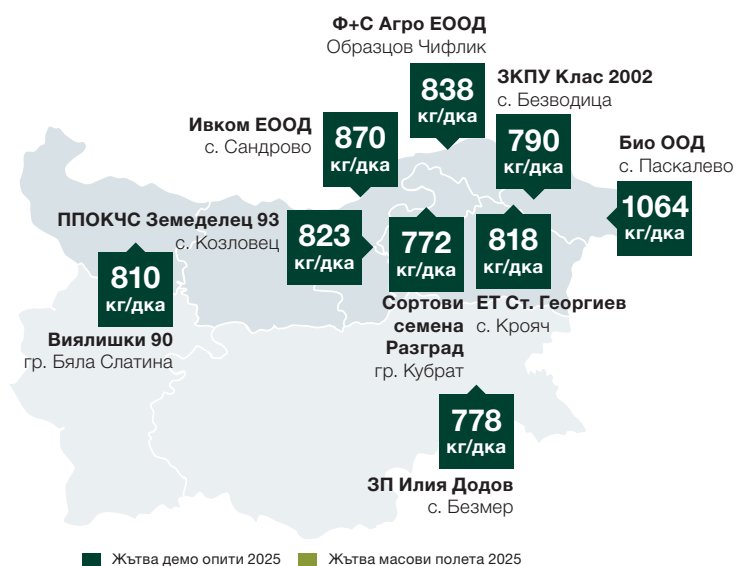 Ф+С Агро ЕООД
Образцов Чифлик
838
кг/дка
ЗКПУ Клас 2002
с. Безводица
790
кг/дка
Ивком ЕООД
с. Сандрово
870
кг/дка
Био ООД
с. Паскалево
1064
кг/дка
ППОКЧС Земеделец 93
с. Козловец
823
кг/дка
772
кг/дка
Сортови
семена
Разград
гр. Кубрат
818
кг/дка
ЕТ Ст. Георгиев
с. Крояч
810
кг/дка
Виялишки 90
гр. Бяла Слатина
778
кг/дка
ЗП Илия Додов
с. Безмер
Жътва демо опити 2025
Жътва масови полета 2025